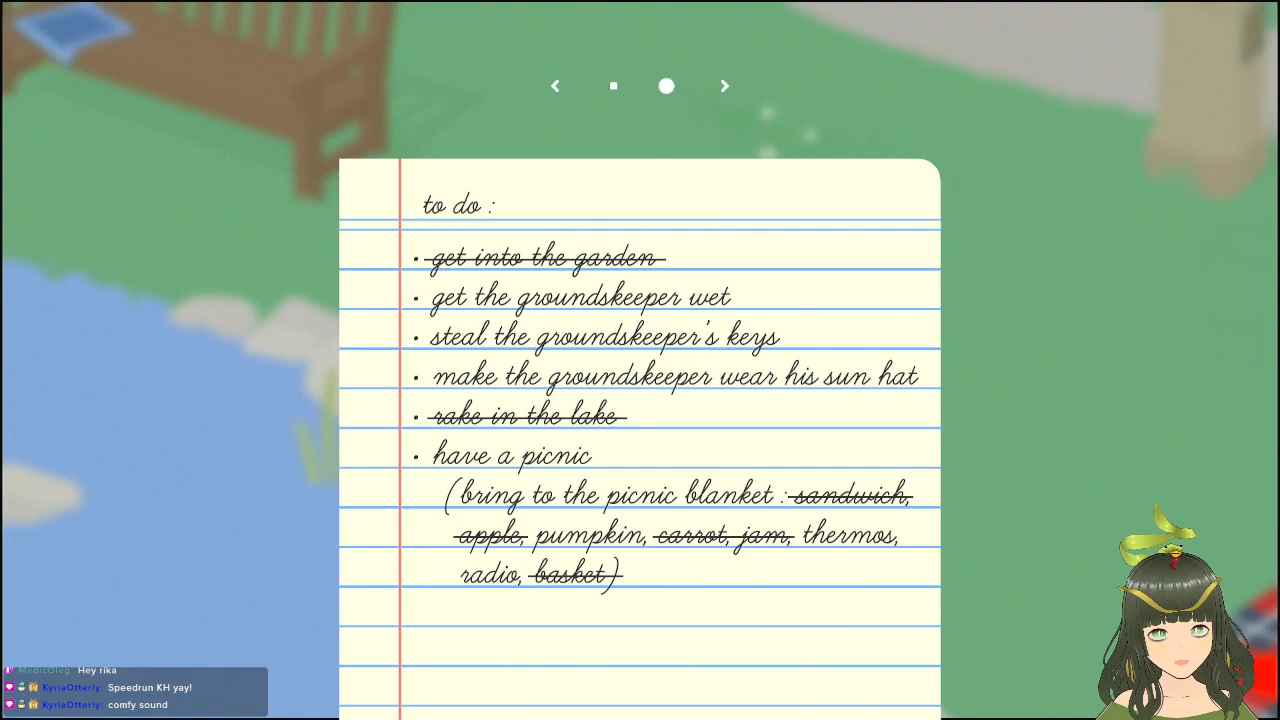 to do :
• get into the garden
• get the groundskeeper wet
• steal the groundskeeper's keys
• make the groundskeeper wear his sun hat
• rake in the lake
• have a picnic
(bring to the picnic blanket : sandwich,
apple, pumpkin, carrot, jam, thermos,
radio, basket)
MedicOleg Hey rika
KyriaOtterly: Speedrun KH yay!
KyriaOtterly: comfy sound